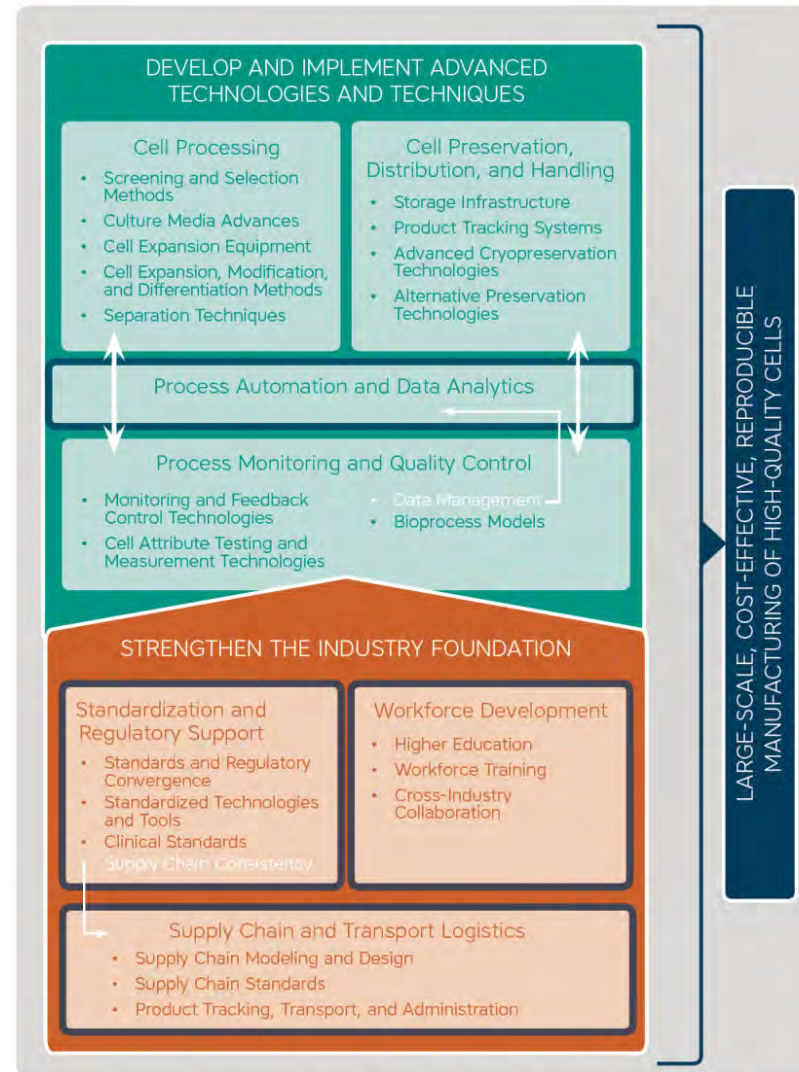 DEVELOP AND IMPLEMENT ADVANCED
TECHNOLOGIES AND TECHNIQUES
Cell Processing
• Screening and Selection
Methods
• Culture Media Advances
• Cell Expansion Equipment
• Cell Expansion, Modification,
and Differentiation Methods
• Separation Techniques
Cell Preservation,
Distribution, and Handling
• Storage Infrastructure
• Product Tracking Systems
• Advanced Cryopreservation
Technologies
• Alternative Preservation
Technologies
Process Automation and Data Analytics
Process Monitoring and Quality Control
• Monitoring and Feedback
Control Technologies
• Cell Attribute Testing and
Measurement Technologies
• Data Management
• Bioprocess Models
STRENGTHEN THE INDUSTRY FOUNDATION
Standardization and
Regulatory Support
• Standards and Regulatory
Convergence
• Standardized Technologies
and Tools
• Clinical Standards
Supply Chain Consistency
Workforce Development
• Higher Education
• Workforce Training
• Cross-Industry
Collaboration
Supply Chain and Transport Logistics
• Supply Chain Modeling and Design
• Supply Chain Standards
• Product Tracking, Transport, and Administration
LARGE-SCALE, COST-EFFECTIVE, REPRODUCIBLE
MANUFACTURING OF HIGH-QUALITY CELLS